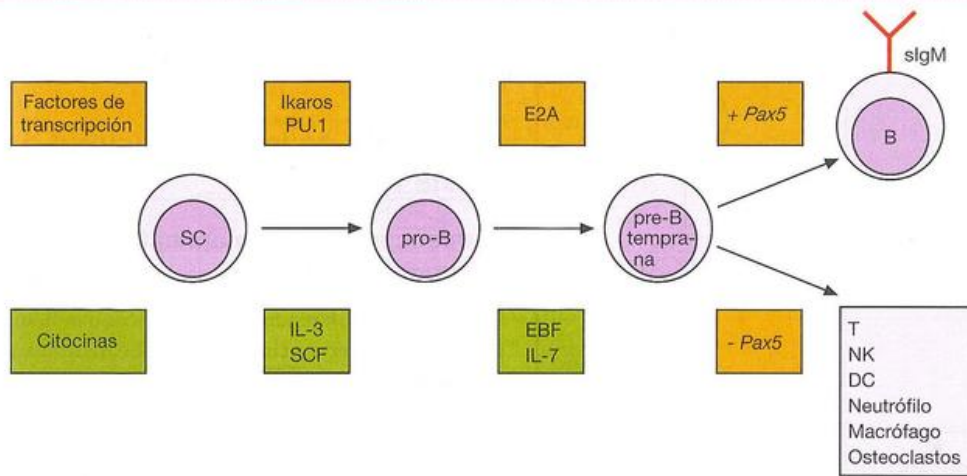 sIgM
Factores de
transcripción
Ikaros
PU.1
E2A
+ Pax5
B
SC
pro-B
pre-B
tempra-
na
Citocinas
IL-3
SCF
EBF
IL-7
- Pax5
T
NK
DC
Neutrófilo
Macrófago
Osteoclastos